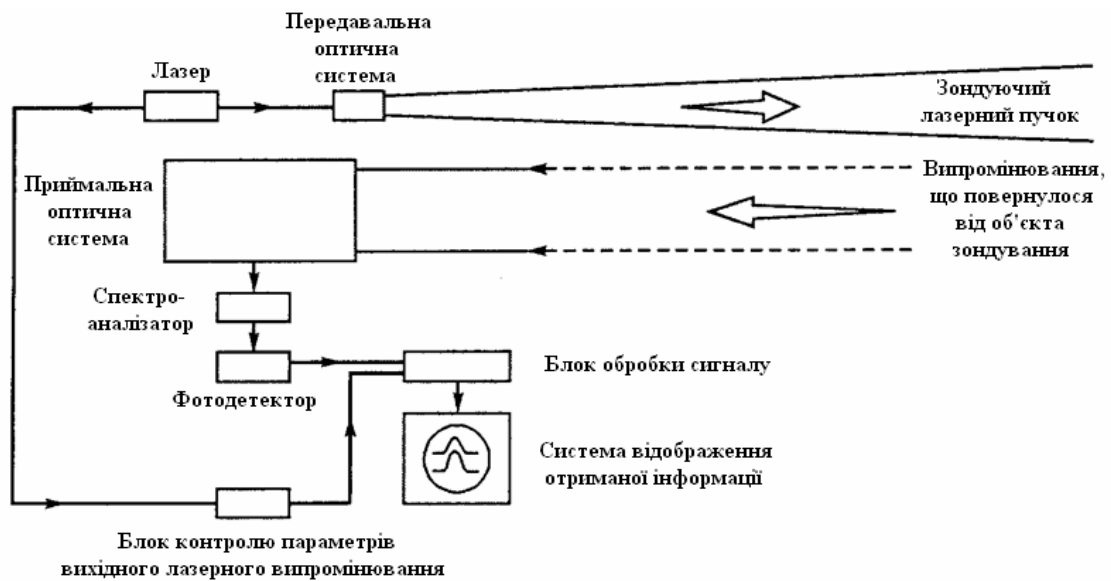 Передавальна
оптична
система
Лазер
Зондуючий
лазерний пучок
Приймальна
оптична
система
Випромінювання,
що повернулося
від об’єкта
зондування
Спектро-
аналізатор
Фотодетектор
Блок обробки сигналу
Система відображення
отриманої інформації
Блок контролю параметрів
вихідного лазерного випромінювання